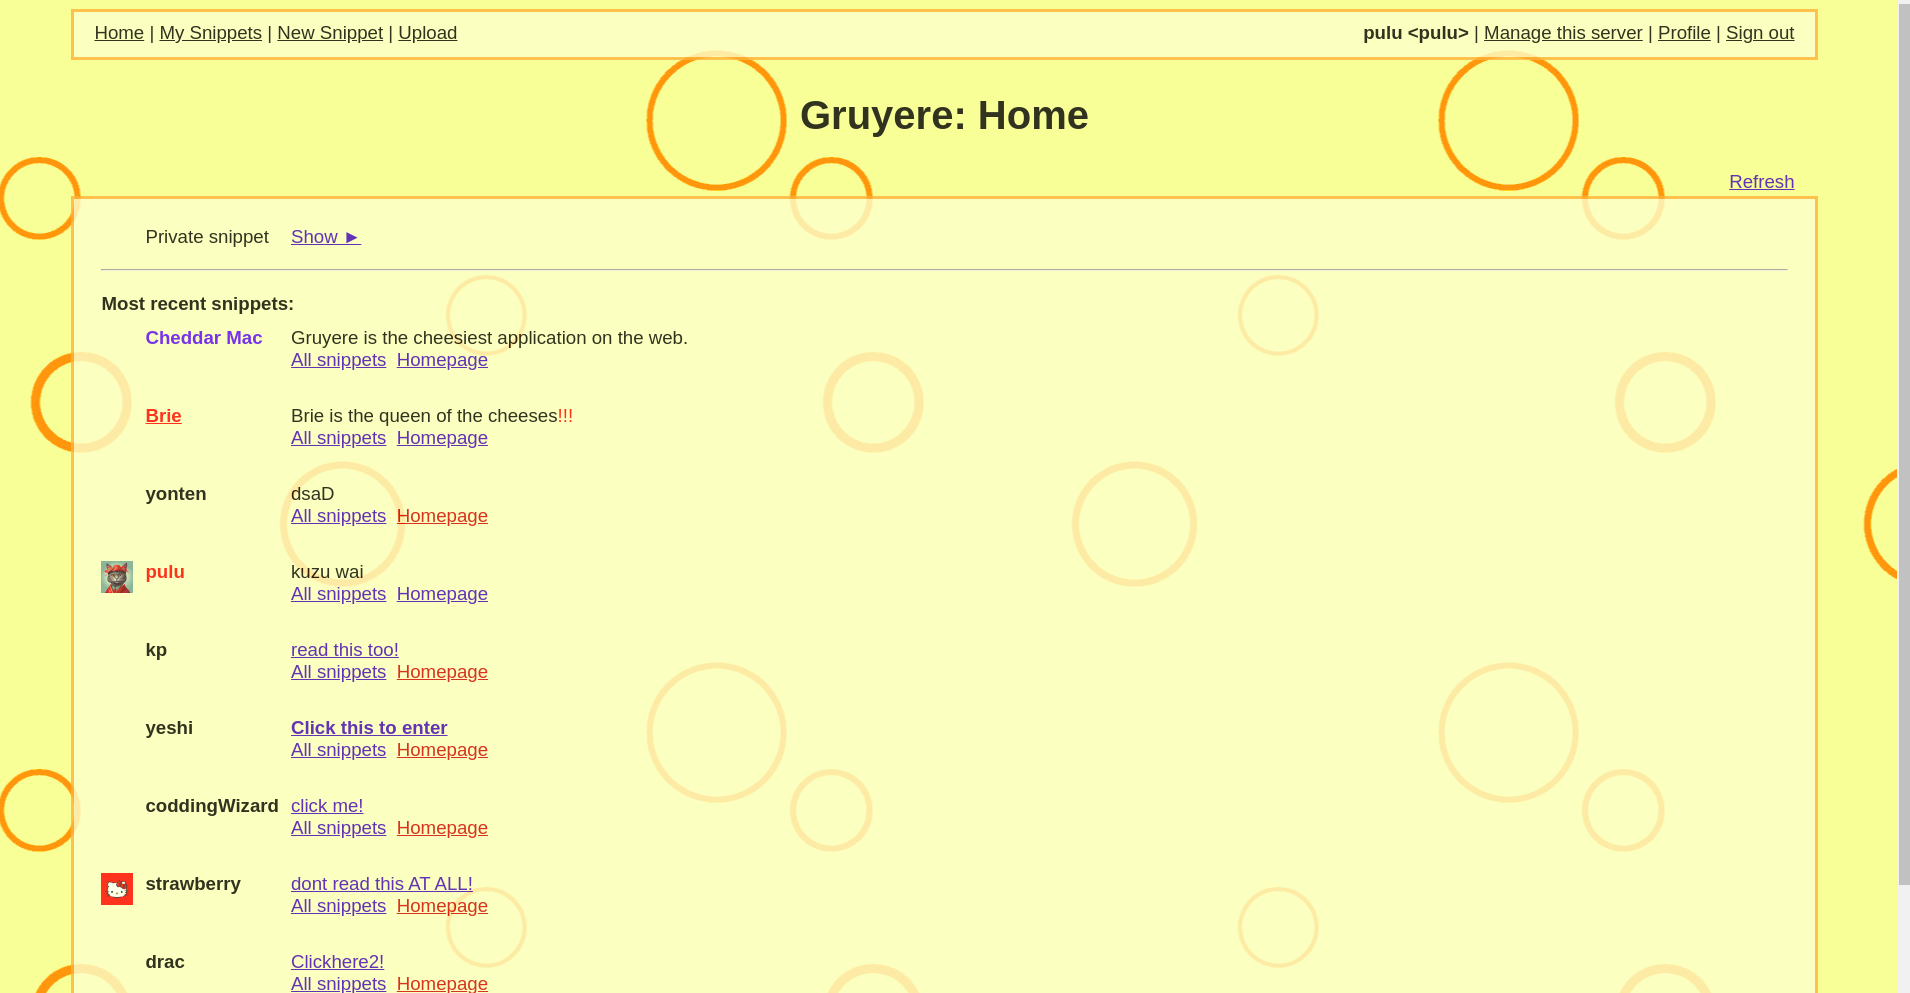 Home | My Snippets | New Snippet | Upload
pulu <pulu> | Manage this server | Profile | Sign out
Gruyere: Home
Refresh
Private snippet Show ►
Most recent snippets:
Cheddar Mac Gruyere is the cheesiest application on the web.
All snippets Homepage
Brie Brie is the queen of the cheeses!!!
All snippets Homepage
yonten dsaD
All snippets Homepage
pulu kuzu wai
All snippets Homepage
kp read this too!
All snippets Homepage
yeshi Click this to enter
All snippets Homepage
coddingWizard click me!
All snippets Homepage
strawberry dont read this AT ALL!
All snippets Homepage
drac Clickhere2!
All snippets Homepage